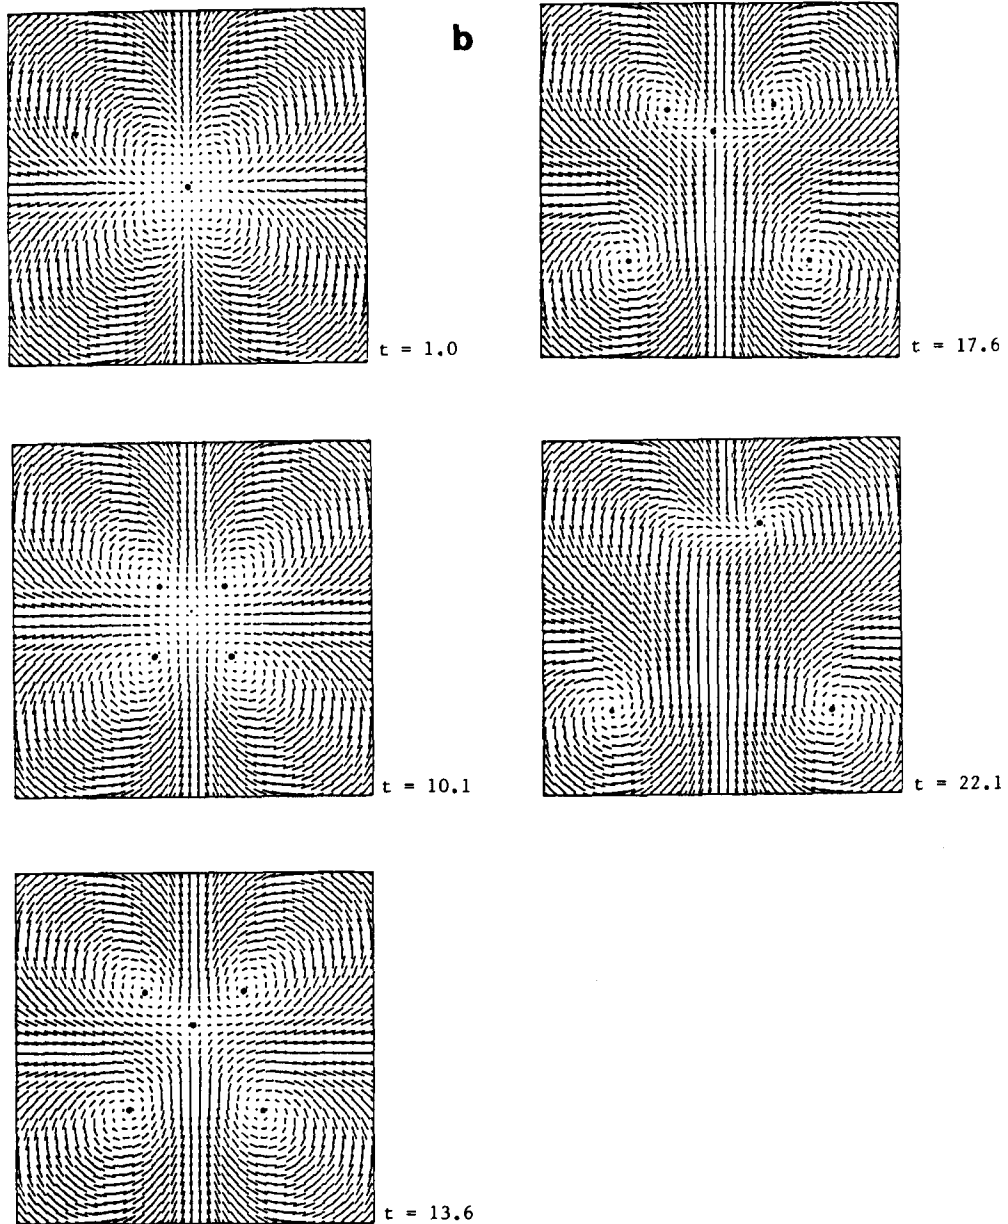 b
t = 1.0
t = 17.6
t = 10.1
t = 22.1
t = 13.6